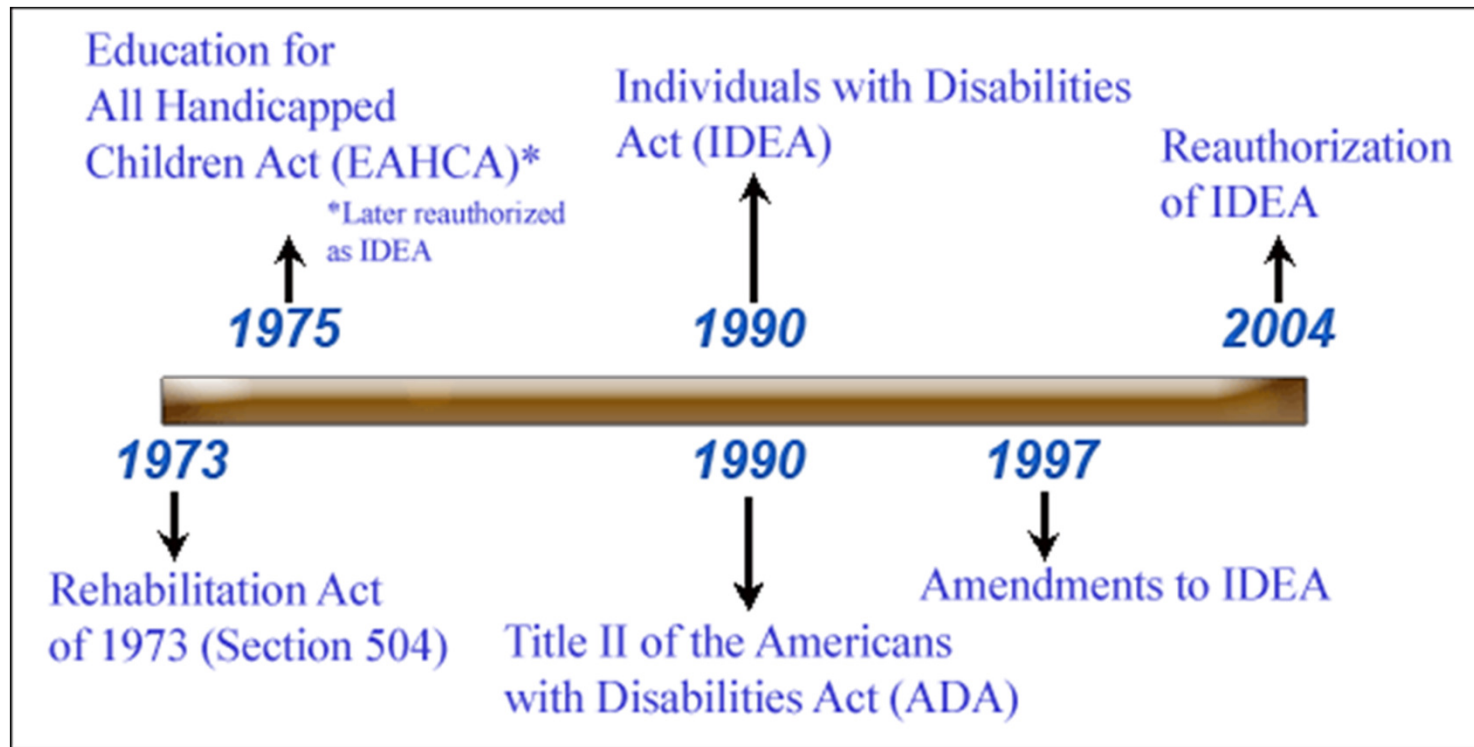 Education for
All Handicapped
Children Act (EAHCA)*
*Later reauthorized
as IDEA
Individuals with Disabilities
Act (IDEA)
Reauthorization
of IDEA
1975
1990
2004
1973
1990
1997
Rehabilitation Act
of 1973 (Section 504)
Title II of the Americans
with Disabilities Act (ADA)
Amendments to IDEA